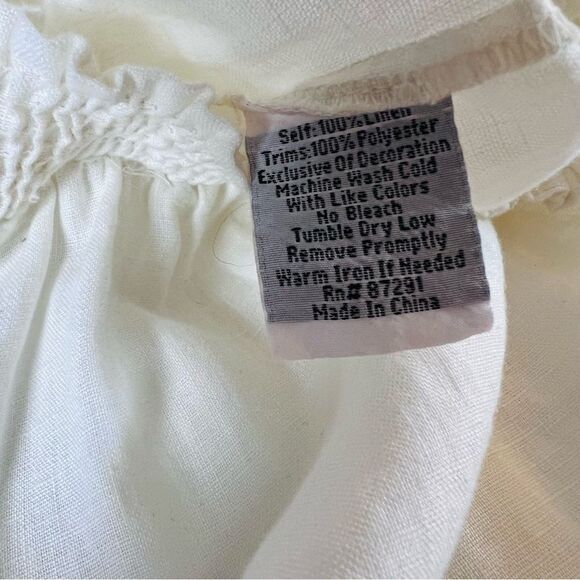 Self:100% Linen
Trims:100% Polyester
Exclusive Of Decoration
Machine Wash Cold
With Like Colors
No Bleach
Tumble Dry Low
Remove Promptly
Warm Iron If Needed
Rn# 87291
Made In China